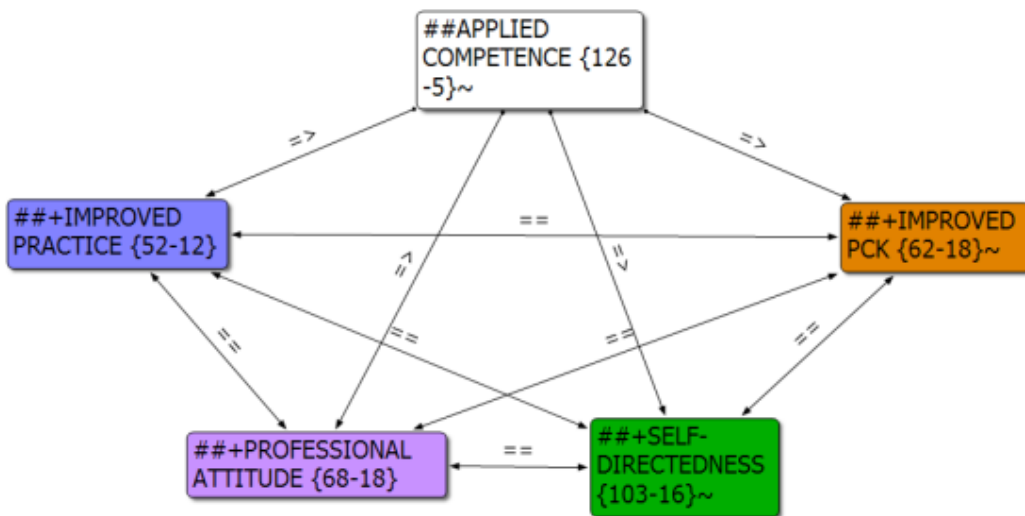 ##APPLIED
COMPETENCE {126
-5}~
=>
=>
##+IMPROVED
PRACTICE {52-12}
==
##+IMPROVED
PCK {62-18}~
=>
=>
==
==
==
==
##+PROFESSIONAL
ATTITUDE {68-18}
==
##+SELF-
DIRECTEDNESS
{103-16}~